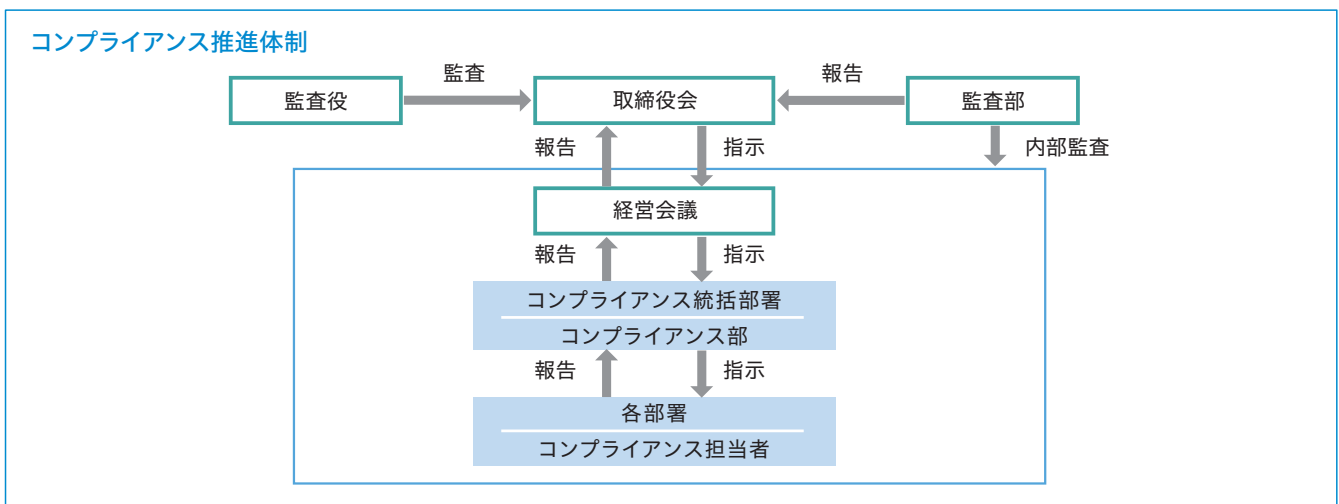 コンプライアンス推進体制
監査
報告
監査役
取締役会
監査部
報告
指示
内部監査
経営会議
報告
指示
コンプライアンス統括部署
コンプライアンス部
報告
指示
各部署
コンプライアンス担当者